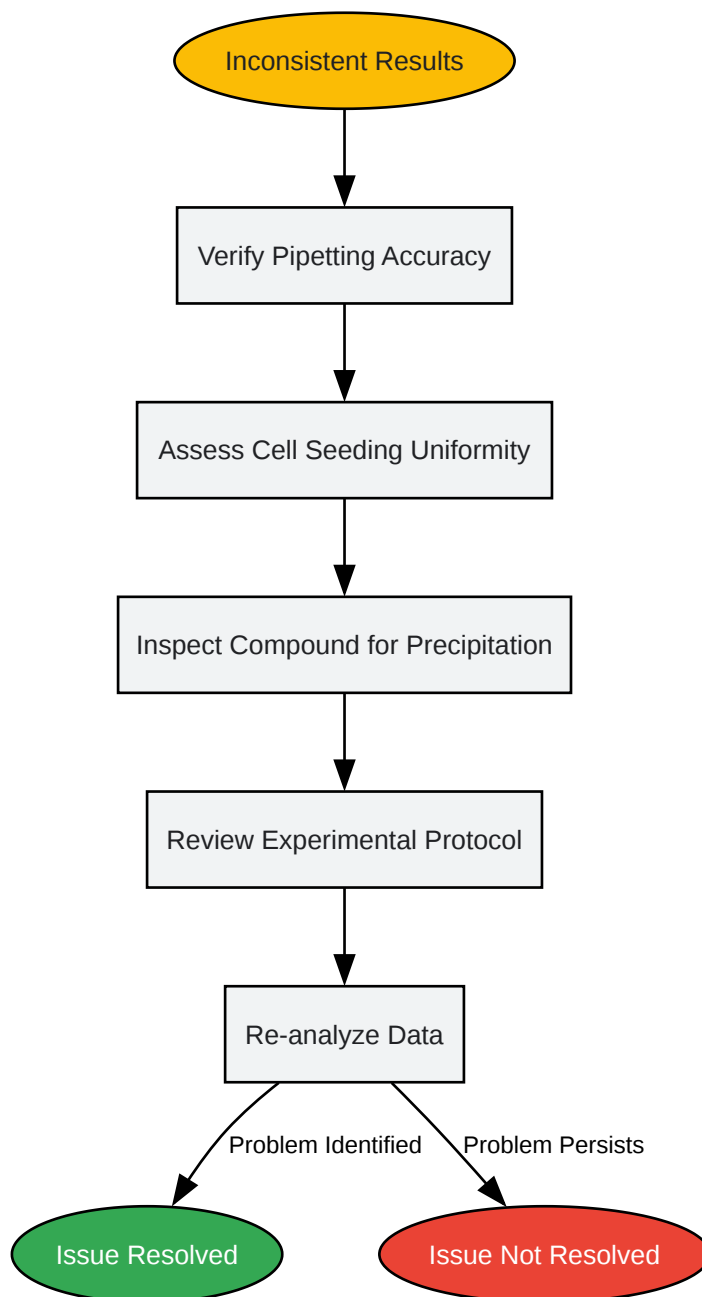 Inconsistent Results
Verify Pipetting Accuracy
Assess Cell Seeding Uniformity
Inspect Compound for Precipitation
Review Experimental Protocol
Re-analyze Data
Problem Identified
Problem Persists
Issue Resolved
Issue Not Resolved